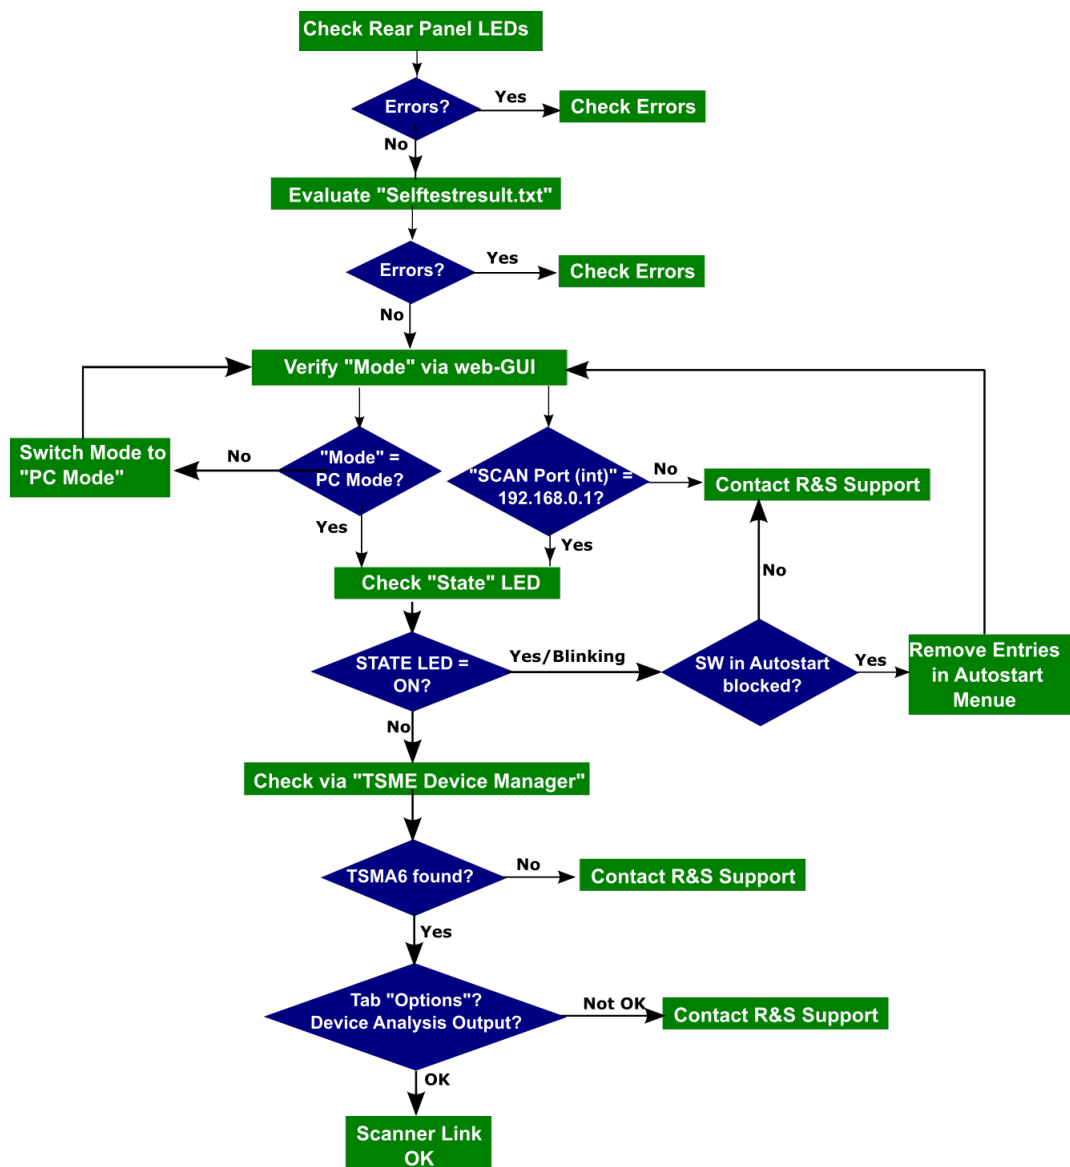 Check Rear Panel LEDs
Errors?
Yes
Check Errors
No
Evaluate "Selftestresult.txt"
Errors?
Yes
Check Errors
No
Verify "Mode" via web-GUI
Switch Mode to
"PC Mode"
No
"Mode" =
PC Mode?
"SCAN Port (int)" =
192.168.0.1?
No
Contact R&S Support
Yes
Yes
Check "State" LED
No
STATE LED =
ON?
Yes/Blinking
SW in Autostart
blocked?
Yes
Remove Entries
in Autostart
Menue
No
Check via "TSME Device Manager"
TSMA6 found?
No
Contact R&S Support
Yes
Tab "Options"?
Device Analysis Output?
Not OK
Contact R&S Support
OK
Scanner Link
OK